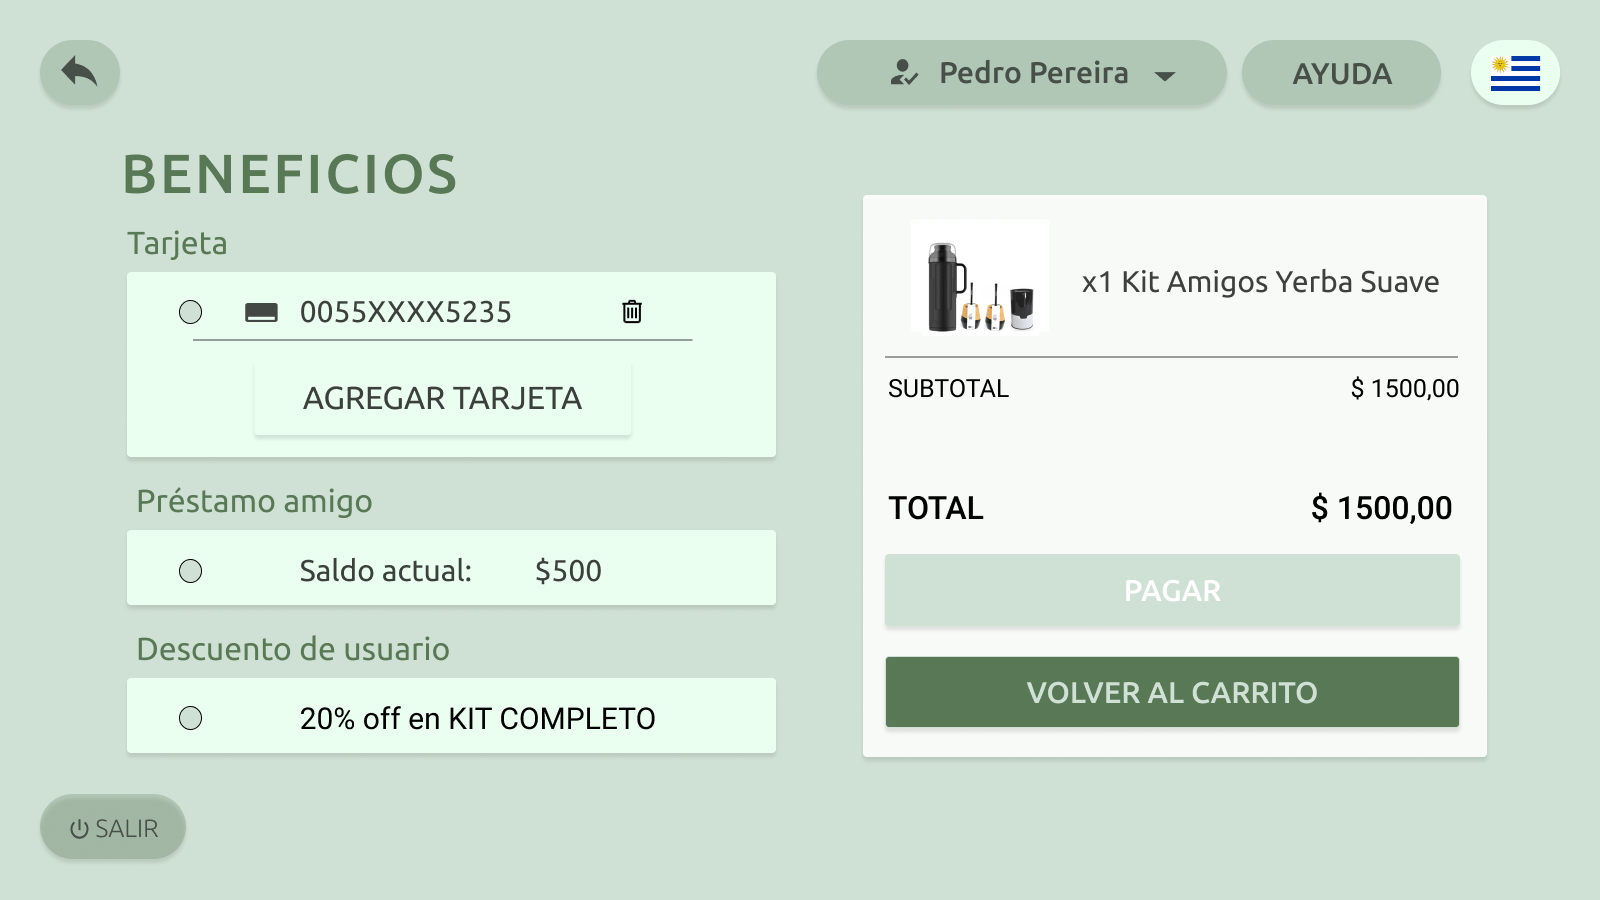 Pedro Pereira
AYUDA
BENEFICIOS
Tarjeta
0055XXXX5235
AGREGAR TARJETA
Préstamo amigo
Saldo actual: $500
Descuento de usuario
20% off en KIT COMPLETO
x1 Kit Amigos Yerba Suave
SUBTOTAL $ 1500,00
TOTAL $ 1500,00
PAGAR
VOLVER AL CARRITO
SALIR